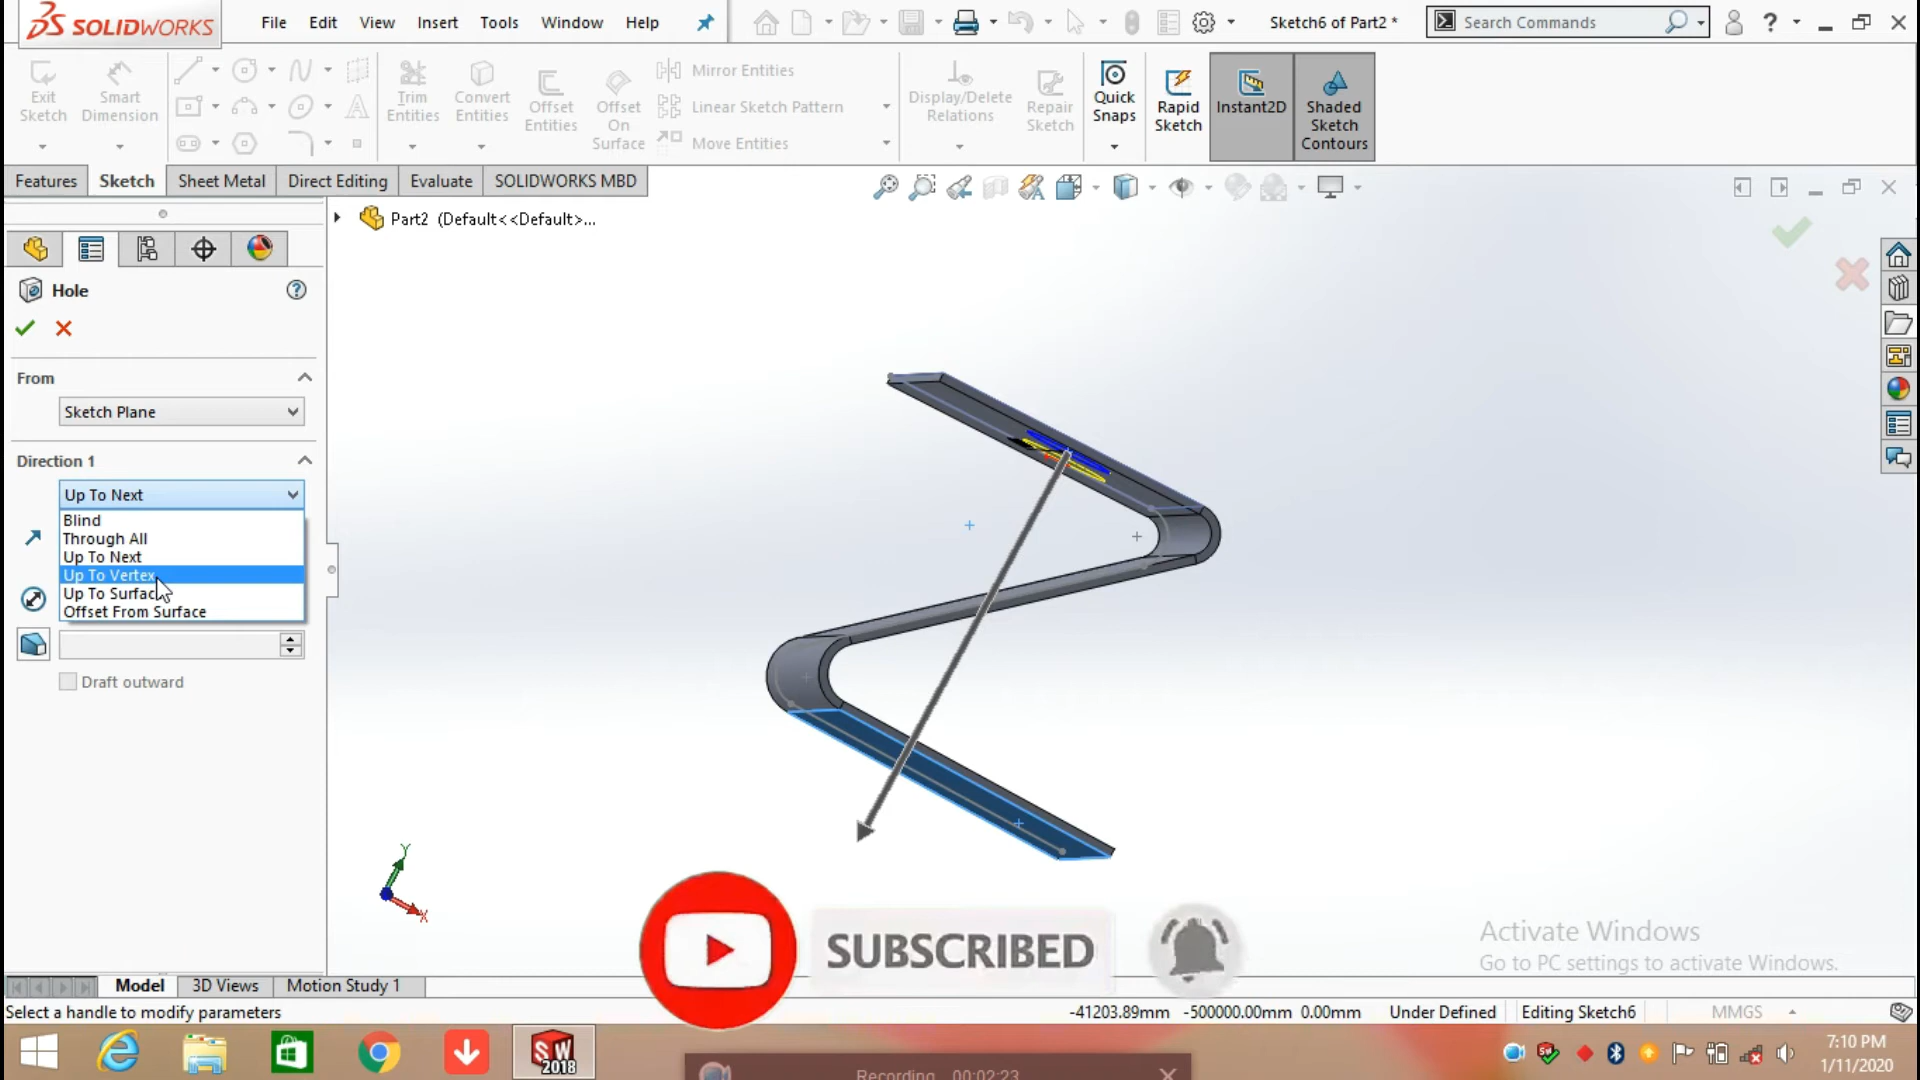 SOLIDWORKS
File Edit View Insert Tools Window Help
Sketch6 of Part2 *
Search Commands
Exit Sketch
Smart Dimension
Trim Entities
Convert Entities
Offset Entities
Offset On Surface
Mirror Entities
Linear Sketch Pattern
Move Entities
Display/Delete Relations
Repair Sketch
Quick Snaps
Rapid Sketch
Instant2D
Shaded Sketch Contours
Features Sketch Sheet Metal Direct Editing Evaluate SOLIDWORKS MBD
Part2 (Default<<Default>...
Hole
From
Sketch Plane
Direction 1
Up To Next
Blind
Through All
Up To Next
Up To Vertex
Up To Surfac
Offset From Surface
Draft outward
Y
X
SUBSCRIBED
Activate Windows
Go to PC settings to activate Windows.
Model 3D Views Motion Study 1
Select a handle to modify parameters
-41203.89mm -500000.00mm 0.00mm Under Defined Editing Sketch6 MMGS
SW 2018
Recording 00:02:23
7:10 PM
1/11/2020